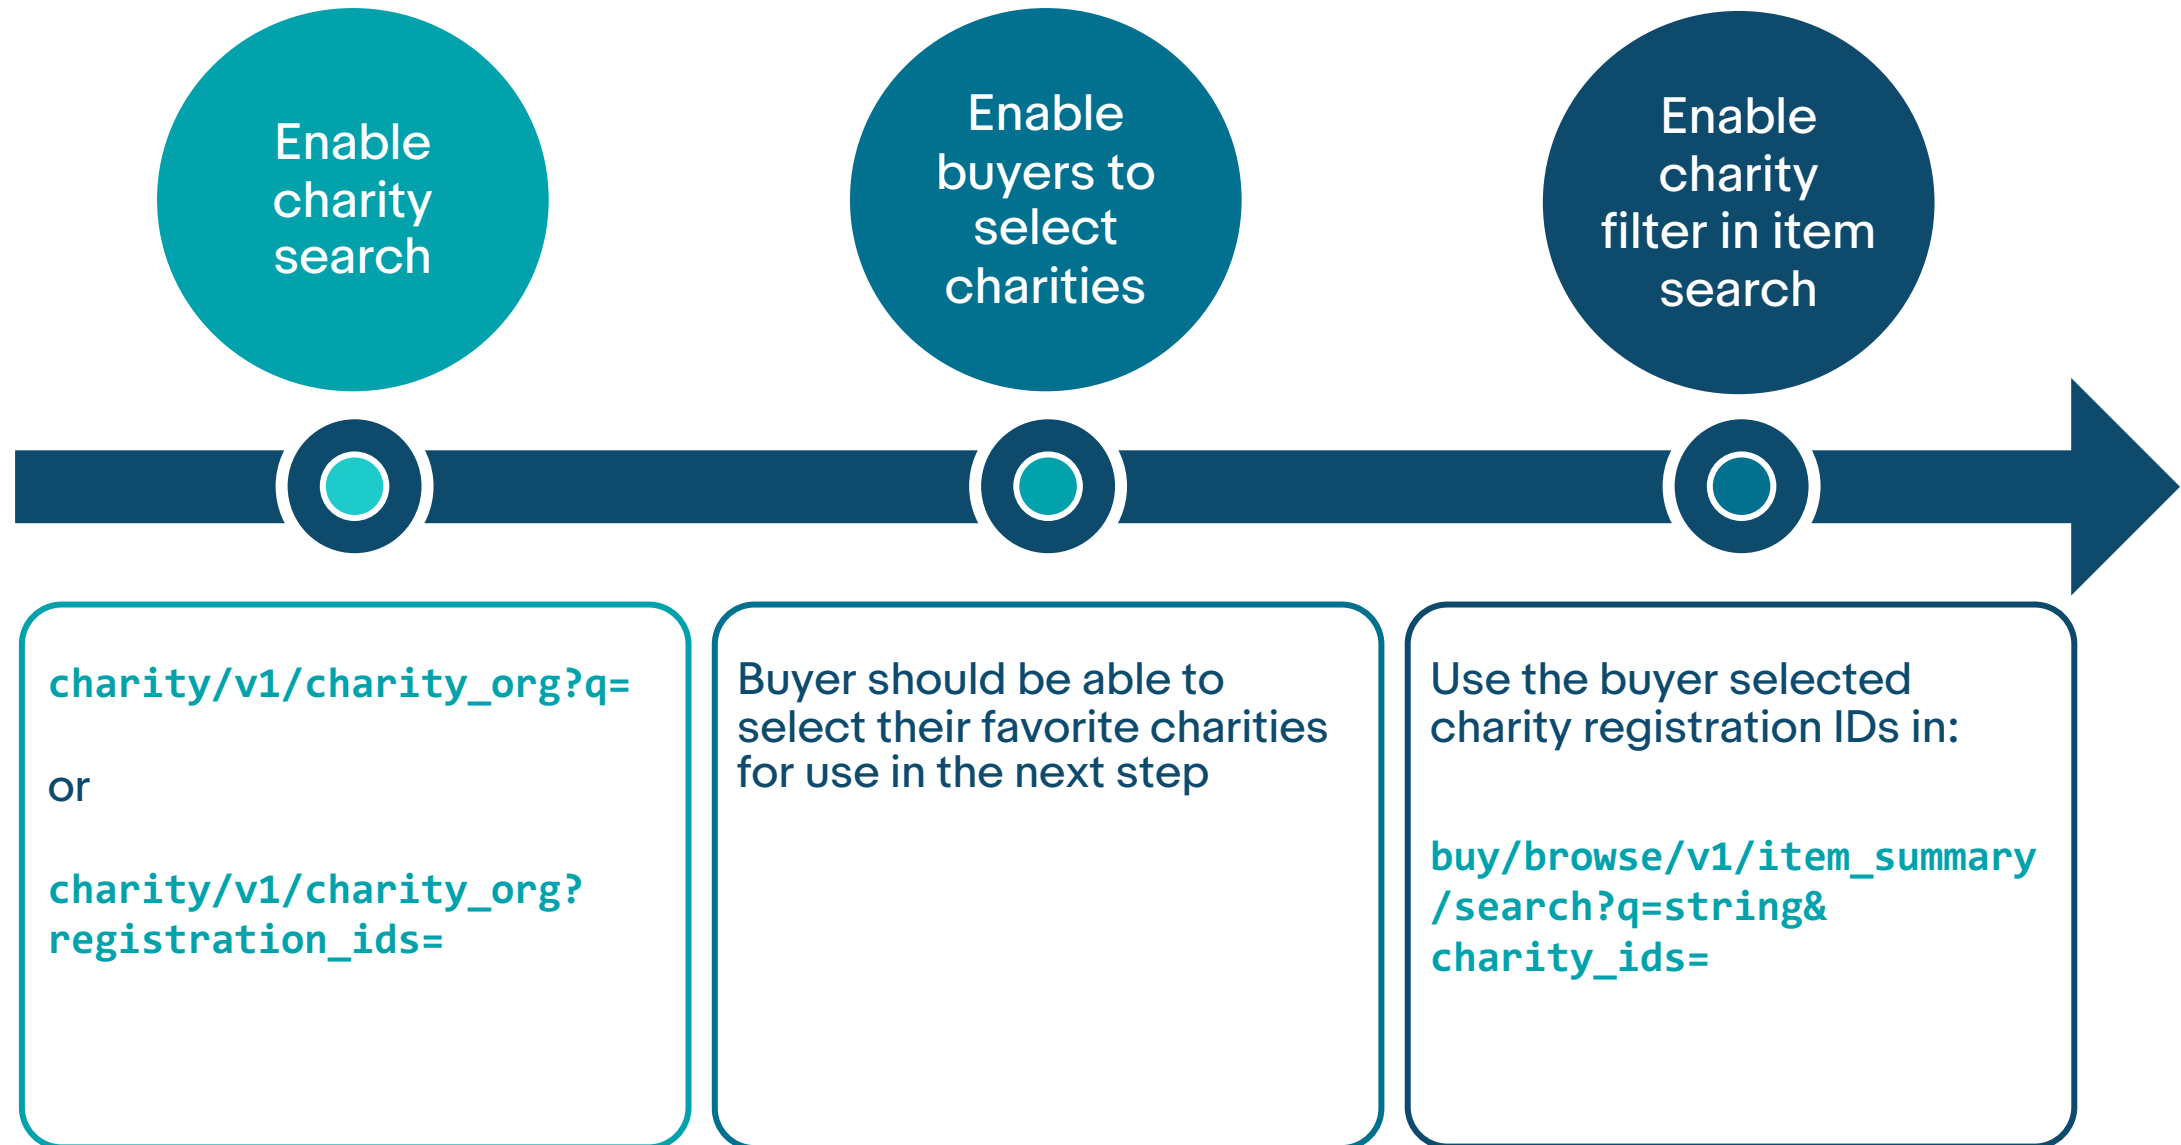 Enable
charity
search
Enable
buyers to
select
charities
Enable
charity
filter in item
search
charity/v1/charity_org?q=
or
charity/v1/charity_org?
registration_ids=
Buyer should be able to
select their favorite charities
for use in the next step
Use the buyer selected
charity registration IDs in:
buy/browse/v1/item_summary
/search?q=string&
charity_ids=